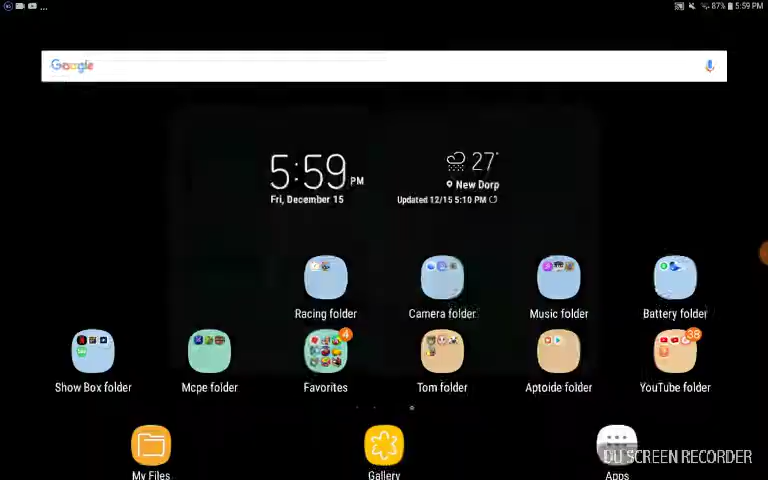 ... 87% 5:59 PM
Google
5:59 PM
Fri, December 15
27°
New Dorp
Updated 12/15 5:10 PM
Racing folder
Camera folder
Music folder
Battery folder
4
38
Show Box folder
Mcpe folder
Favorites
Tom folder
Aptoide folder
YouTube folder
My Files
Gallery
Apps
DU SCREEN RECORDER